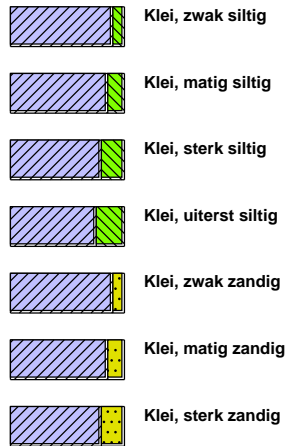 Klei, zwak siltig
Klei, matig siltig
Klei, sterk siltig
Klei, uiterst siltig
Klei, zwak zandig
Klei, matig zandig
Klei, sterk zandig